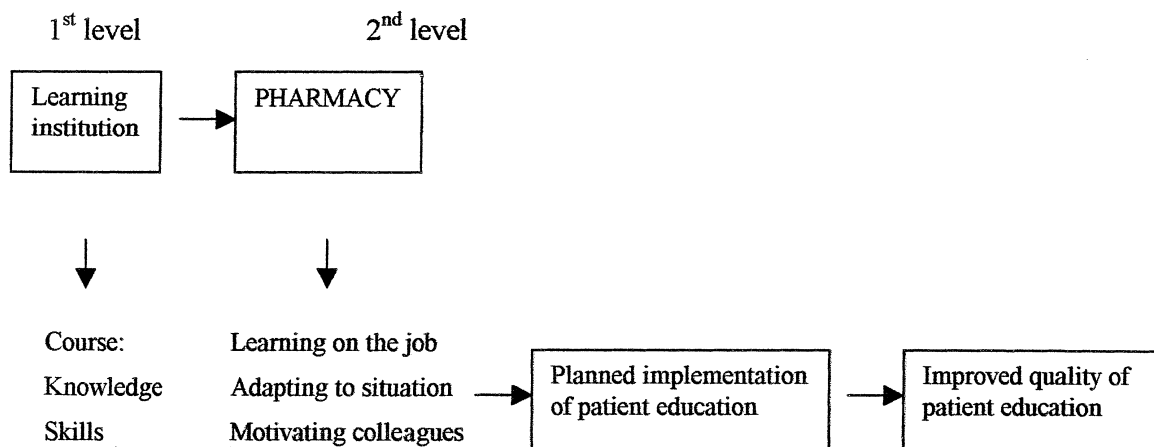 1st level
2nd level
Learning
institution
PHARMACY
Course:
Knowledge
Skills
Learning on the job
Adapting to situation
Motivating colleagues
Planned implementation
of patient education
Improved quality of
patient education